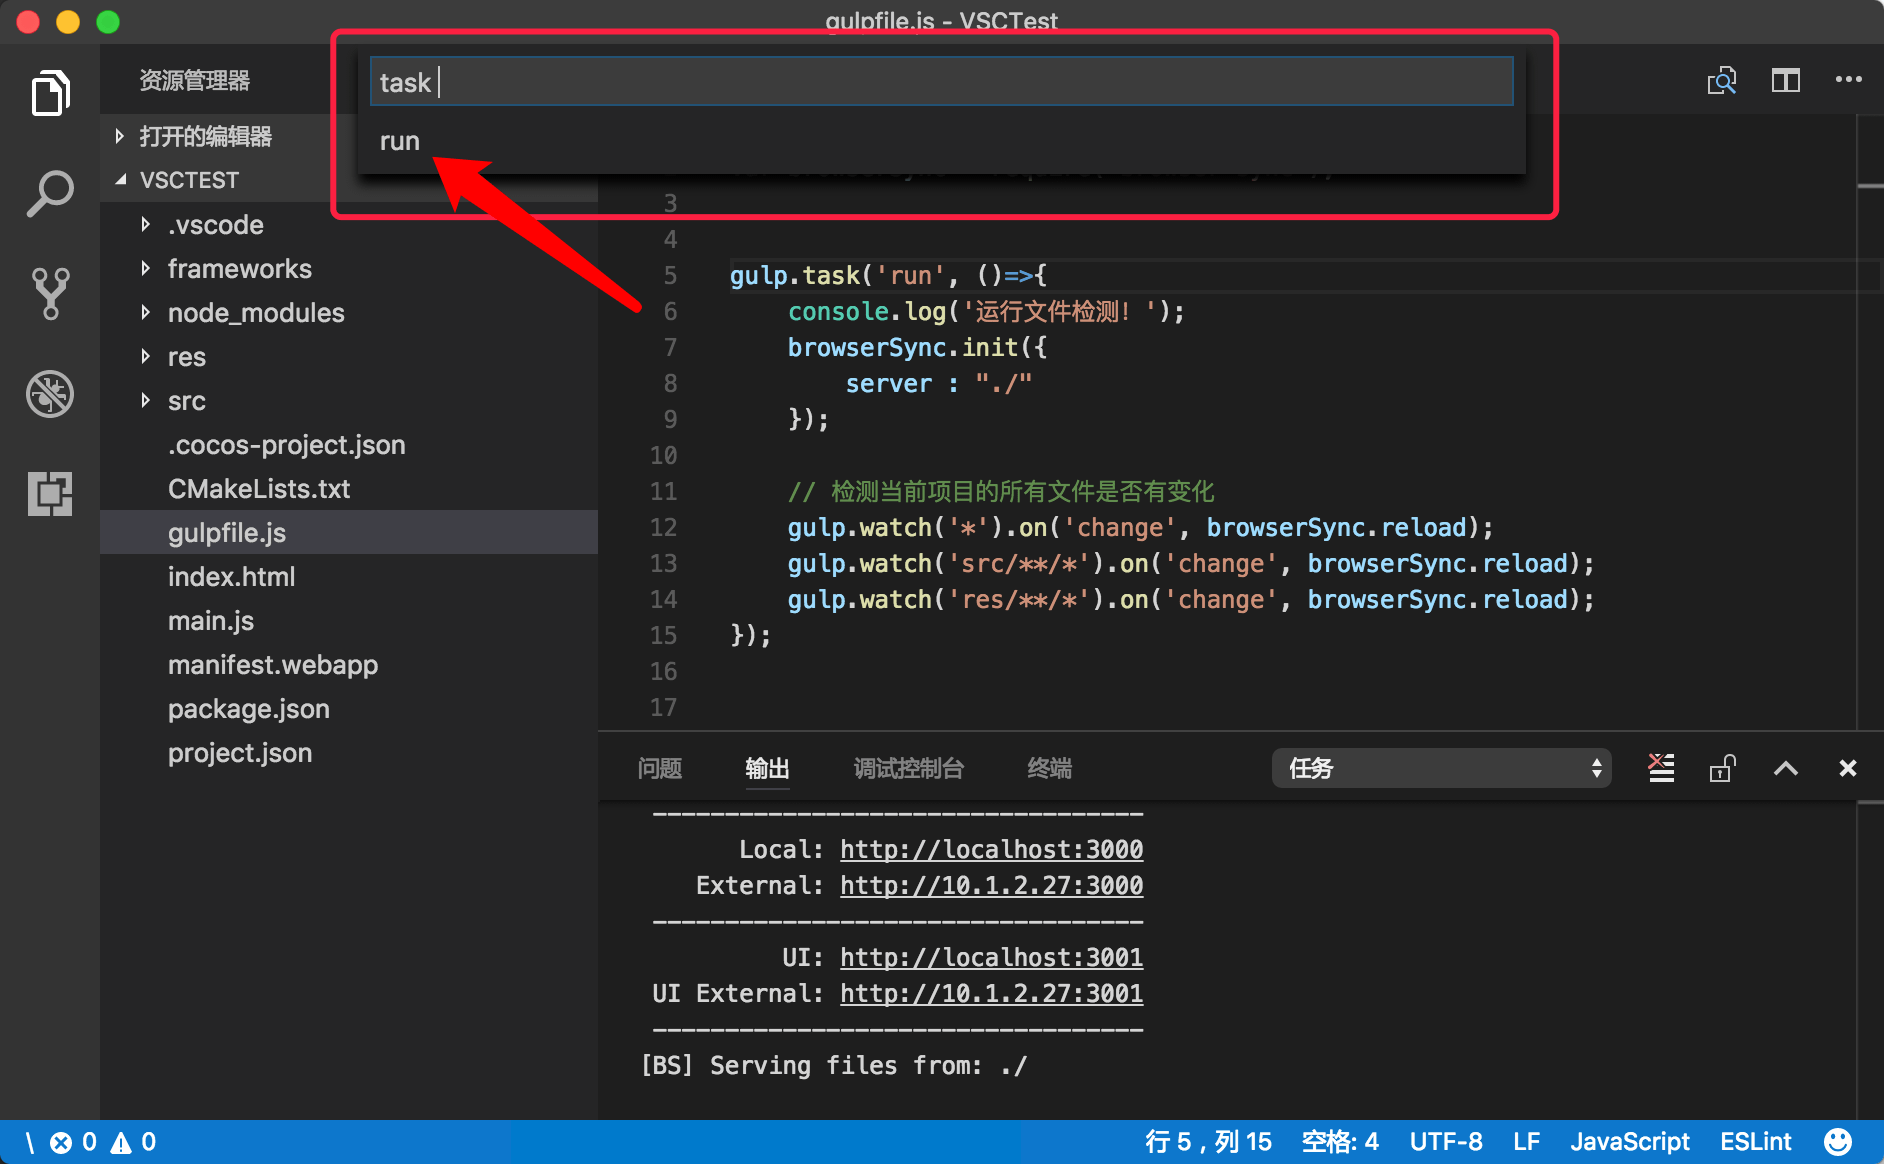 gulpfile.js - VSCTest
资源管理器
打开的编辑器
VSCTEST
.vscode
frameworks
node_modules
res
src
.cocos-project.json
CMakeLists.txt
gulpfile.js
index.html
main.js
manifest.webapp
package.json
project.json
task
run
3
4
5 gulp.task('run', ()=>{
6 console.log('运行文件检测！');
7 browserSync.init({
8 server : "./"
9 });
10
11 // 检测当前项目的所有文件是否有变化
12 gulp.watch('*').on('change', browserSync.reload);
13 gulp.watch('src/**/*').on('change', browserSync.reload);
14 gulp.watch('res/**/*').on('change', browserSync.reload);
15 });
16
17
问题 输出 调试控制台 终端 任务
---------------------------------
Local: http://localhost:3000
External: http://10.1.2.27:3000
---------------------------------
UI: http://localhost:3001
UI External: http://10.1.2.27:3001
---------------------------------
[BS] Serving files from: ./
\ 0 0 行 5，列 15 空格: 4 UTF-8 LF JavaScript ESLint